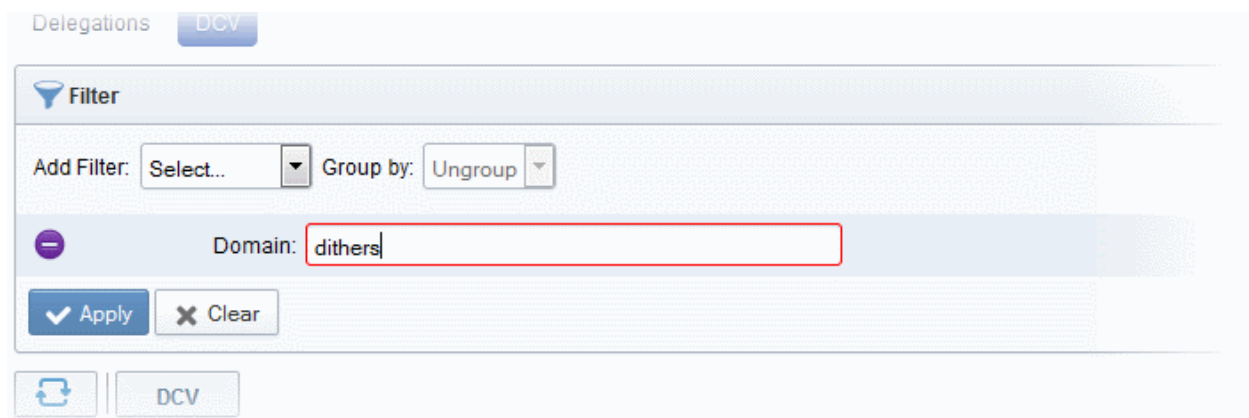 Delegations DCV
Filter
Add Filter: Select... Group by: Ungroup
Domain: dithers
Apply Clear
DCV